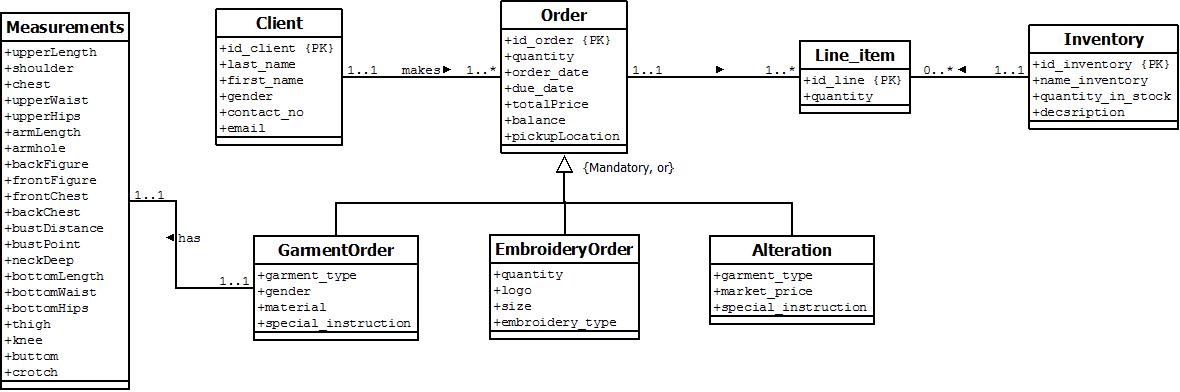 Measurements
+upperLength
+shoulder
+chest
+upperWaist
+upperHips
+armLength
+armhole
+backFigure
+frontFigure
+frontChest
+backChest
+bustDistance
+bustPoint
+neckDeep
+bottomLength
+bottomWaist
+bottomHips
+thigh
+knee
+buttom
+crotch
Client
+id_client {PK}
+last_name
+first_name
+gender
+contact_no
+email
1..1 makes 1..*
Order
+id_order {PK}
+quantity
+order_date
+due_date
+totalPrice
+balance
+pickupLocation
1..1 1..*
Line_item
+id_line {PK}
+quantity
0..* 1..1
Inventory
+id_inventory {PK}
+name_inventory
+quantity_in_stock
+decsription
{Mandatory, or}
1..1
has
1..1
GarmentOrder
+garment_type
+gender
+material
+special_instruction
EmbroideryOrder
+quantity
+logo
+size
+embroidery_type
Alteration
+garment_type
+market_price
+special_instruction